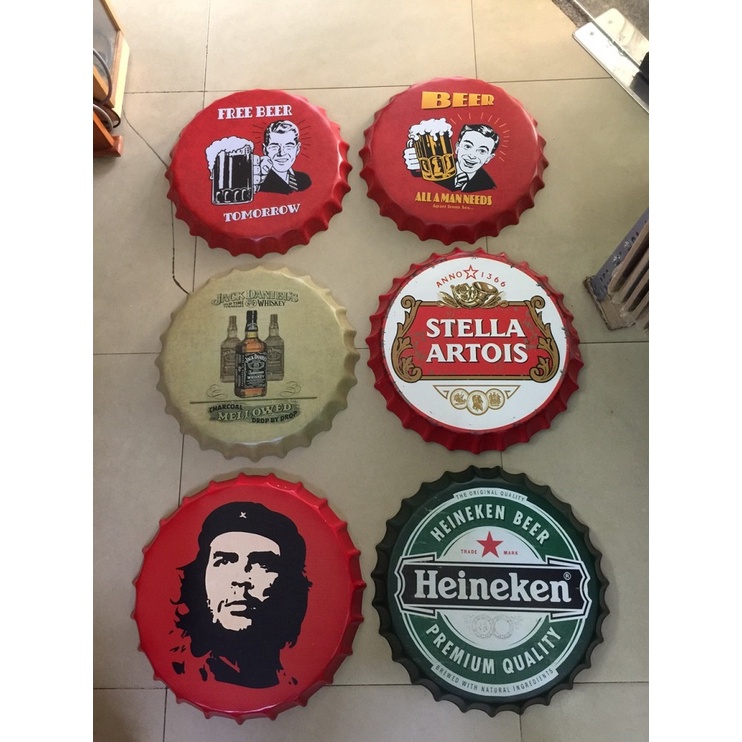 FREE BEER
TOMORROW
BEER
ALL A MAN NEEDS
JACK DANIEL'S
WHISKEY
CHARCOAL
MELLOWED
DROP BY DROP
ANNO 1366
STELLA
ARTOIS
THE ORIGINAL QUALITY
HEINEKEN BEER
TRADE MARK
Heineken®
PREMIUM QUALITY
BREWED WITH NATURAL INGREDIENTS